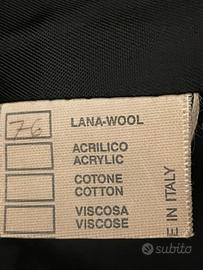 76 LANA-WOOL
ACRILICO
ACRYLIC
COTONE
COTTON
VISCOSA
VISCOSE
E IN ITALY
subito